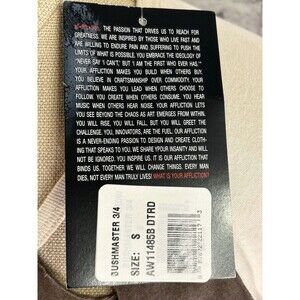 THE PASSION THAT DRIVES US TO REACH FOR
GREATNESS. WE ARE INSPIRED BY THOSE WHO LIVE FAST AND
ARE WILLING TO ENDURE PAIN AND SUFFERING TO PUSH THE
LIMITS OF WHAT IS POSSIBLE. YOU EMBRACE THE IDEOLOGY OF
"NEVER SAY 'I CAN'T,' BUT 'I AM THE FIRST WHO EVER HAS.'"
YOUR AFFLICTION MAKES YOU BUILD WHEN OTHERS BUY.
YOU BELIEVE IN CRAFTSMANSHIP OVER COMMODITY. YOUR
AFFLICTION MAKES YOU LEAD WHEN OTHERS CHOOSE TO
FOLLOW. YOU CREATE WHEN OTHERS CONSUME. YOU HEAR
MUSIC WHEN OTHERS HEAR NOISE. YOUR AFFLICTION LETS
YOU SEE BEYOND THE CHAOS AS ART EMERGES FROM WITHIN.
YOU WILL RISE, YOU WILL FALL, BUT YOU WILL GREET THE
CHALLENGE. YOU, INNOVATORS, ARE THE FUEL. OUR AFFLICTION
IS A NEVER-ENDING PASSION TO DESIGN AND CREATE CLOTH-
ING THAT SPEAKS TO YOU. WE SHARE YOUR INSANITY AND WILL
NOT BE IGNORED. YOU INSPIRE US. IT IS OUR AFFLICTION THAT
BINDS US. TOGETHER WE WILL CHANGE THINGS. EVERY MAN
DIES, NOT EVERY MAN TRULY LIVES! WHAT IS YOUR AFFLICTION?
BUSHMASTER 3/4
SIZE: S
AW11485B DTRD